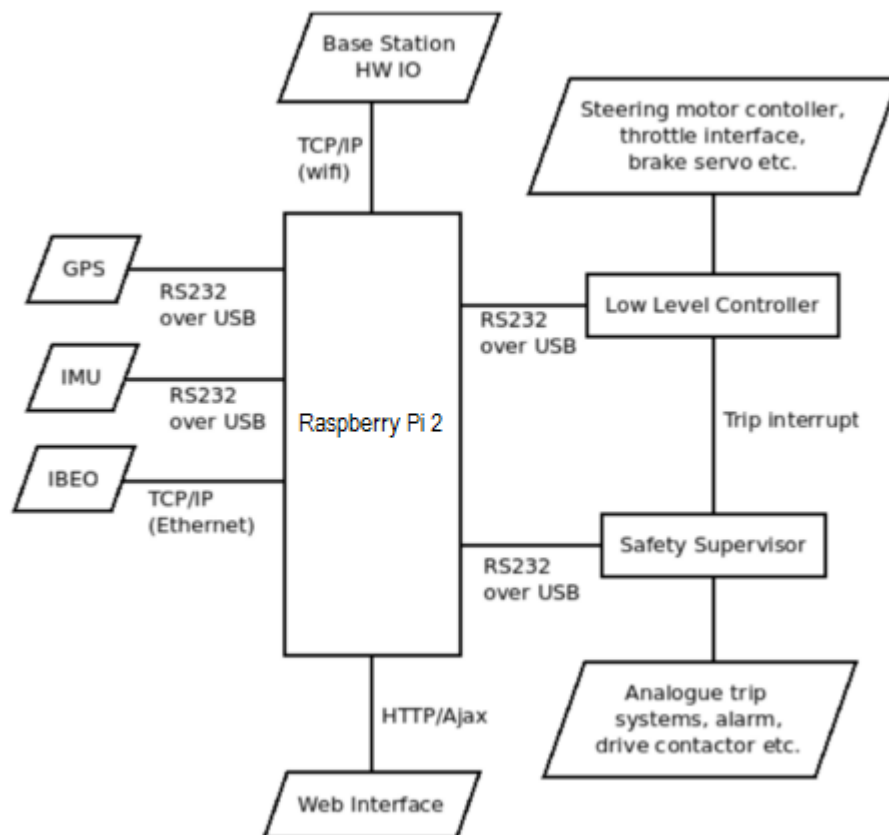 Base Station
HW IO
Steering motor contoller,
throttle interface,
brake servo etc.
TCP/IP
(wifi)
GPS
RS232
over USB
Low Level Controller
RS232
over USB
IMU
RS232
over USB
Raspberry Pi 2
Trip interrupt
IBEO
TCP/IP
(Ethernet)
Safety Supervisor
RS232
over USB
HTTP/Ajax
Analogue trip
systems, alarm,
drive contactor etc.
Web Interface